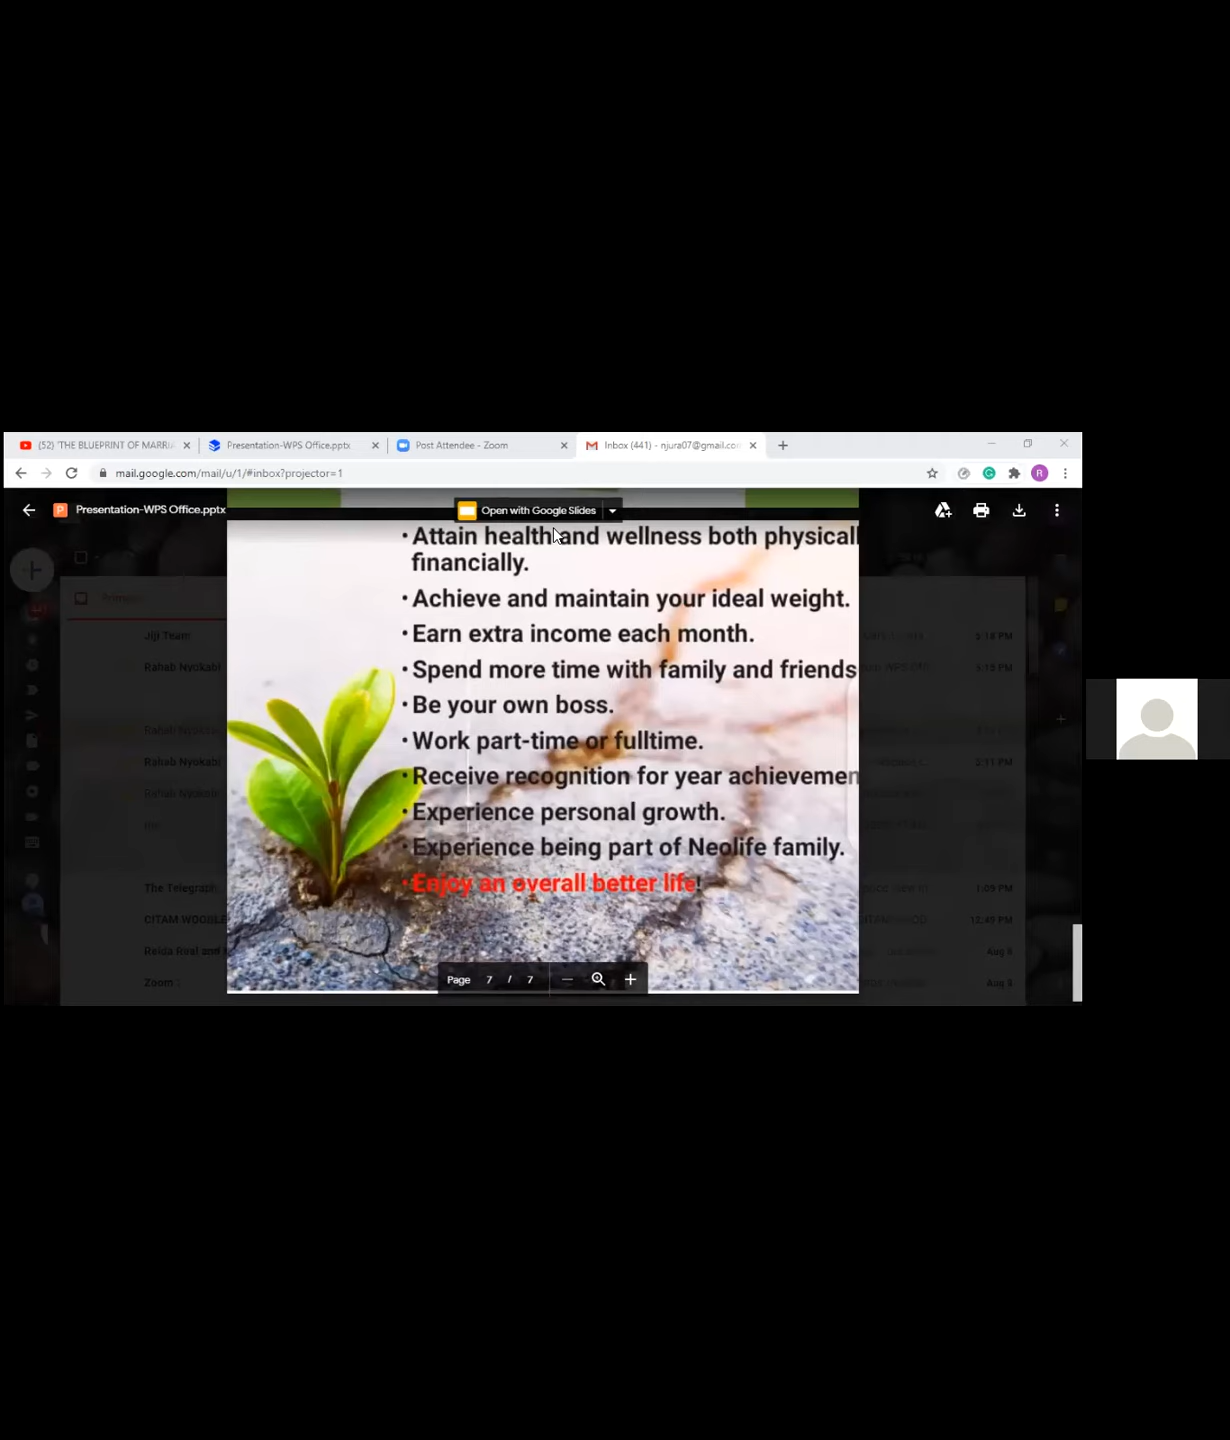 (52) 'THE BLUEPRINT OF MARRI
Presentation-WPS Office.pptx
Post Attendee - Zoom
Inbox (441) - njura07@gmail.com
mail.google.com/mail/u/1/#inbox?projector=1
R
P
Presentation-WPS Office.pptx
Open with Google Slides
• Attain health and wellness both physicall
financially.
• Achieve and maintain your ideal weight.
• Earn extra income each month.
• Spend more time with family and friends
• Be your own boss.
• Work part-time or fulltime.
• Receive recognition for year achievemen
• Experience personal growth.
• Experience being part of Neolife family.
• Enjoy an overall better life!
Jiji Team
5:18 PM
Rahab Nyokabi
5:15 PM
Rahab Nyokabi
5:11 PM
The Telegraph
1:09 PM
CITAM
12:49 PM
Aug 8
Zoom
Aug 8
Page 7 / 7